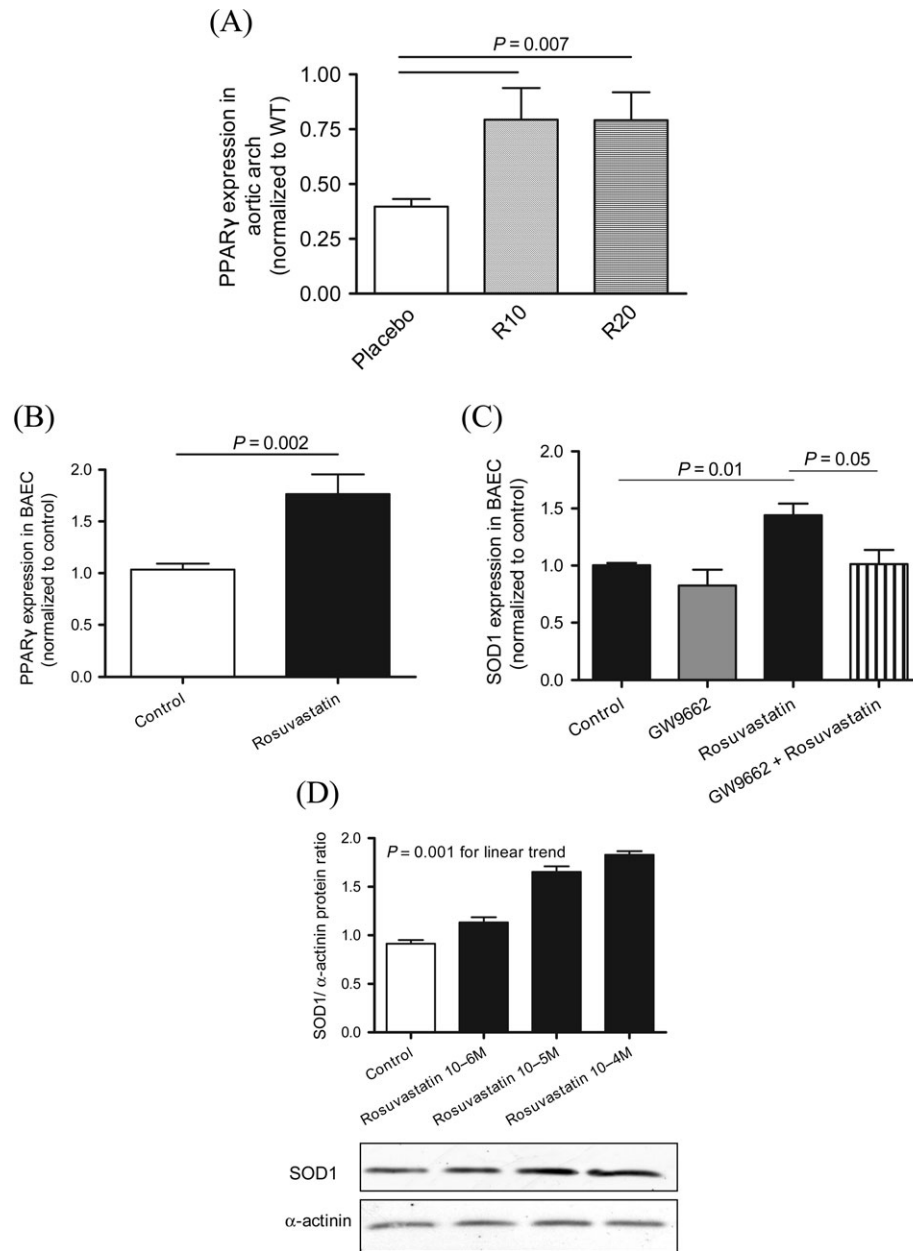 (A)
P = 0.007
PPARγ expression in
aortic arch
(normalized to WT)
1.00
0.75
0.50
0.25
0.00
Placebo
R10
R20
(B)
P = 0.002
PPARγ expression in BAEC
(normalized to control)
2.0
1.5
1.0
0.5
0.0
Control
Rosuvastatin
(C)
P = 0.01
P = 0.05
SOD1 expression in BAEC
(normalized to control)
2.0
1.5
1.0
0.5
0.0
Control
GW9662
Rosuvastatin
GW9662 + Rosuvastatin
(D)
P = 0.001 for linear trend
SOD1/ α-actinin protein ratio
2.0
1.5
1.0
0.5
0.0
Control
Rosuvastatin 10–6M
Rosuvastatin 10–5M
Rosuvastatin 10–4M
SOD1
α-actinin